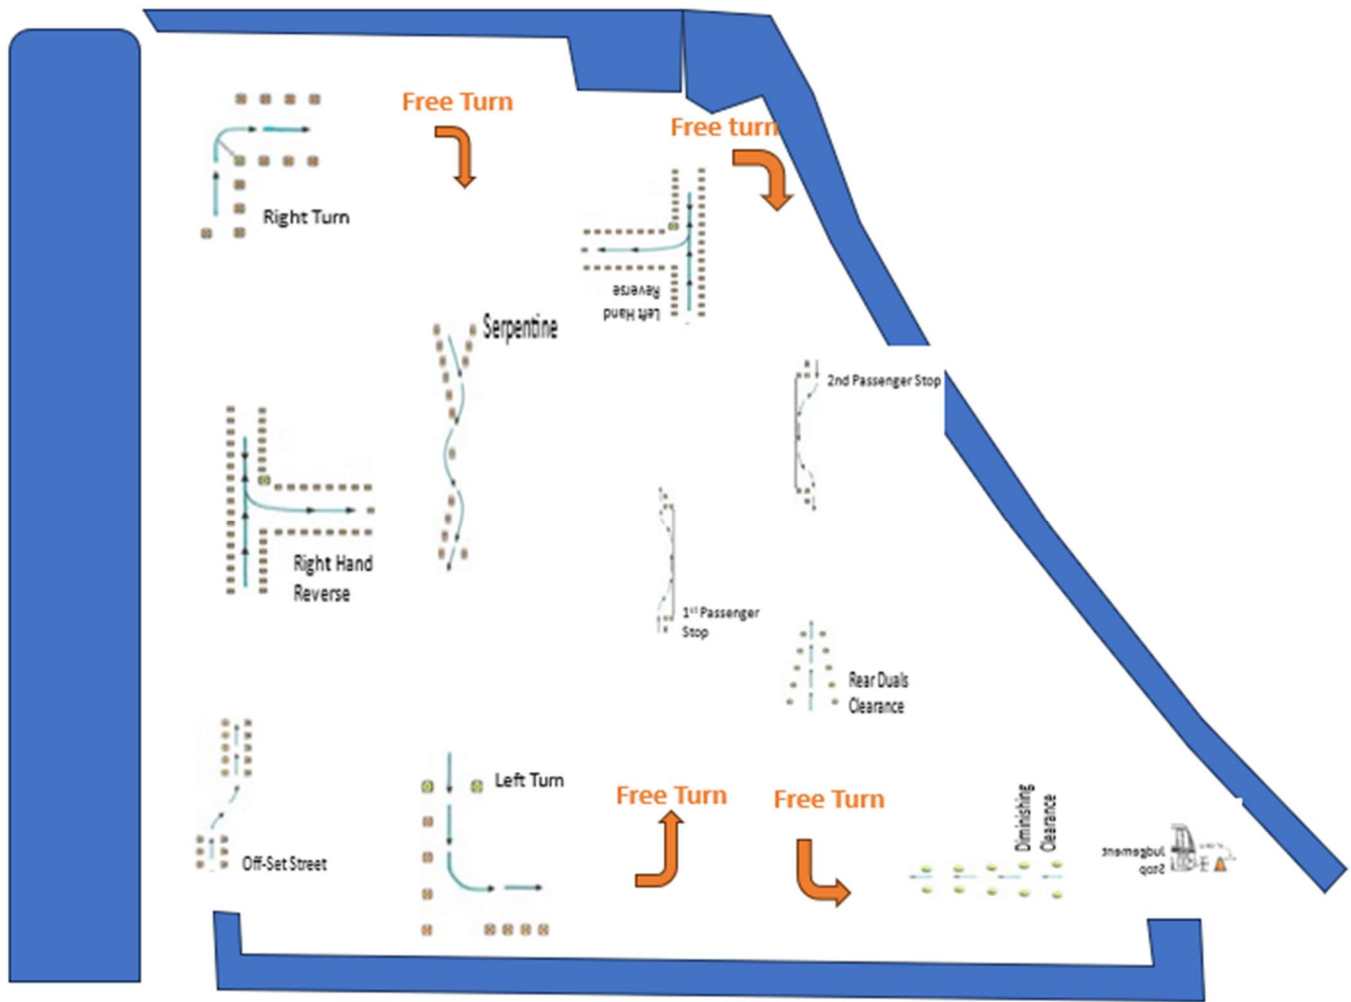 Free Turn
Free turn
Right Turn
Left Hand
Reverse
Serpentine
2nd Passenger Stop
Right Hand
Reverse
1st Passenger
Stop
Rear Duals
Clearance
Left Turn
Free Turn
Free Turn
Diminishing
Clearance
Stop
Judgement
Off-Set Street